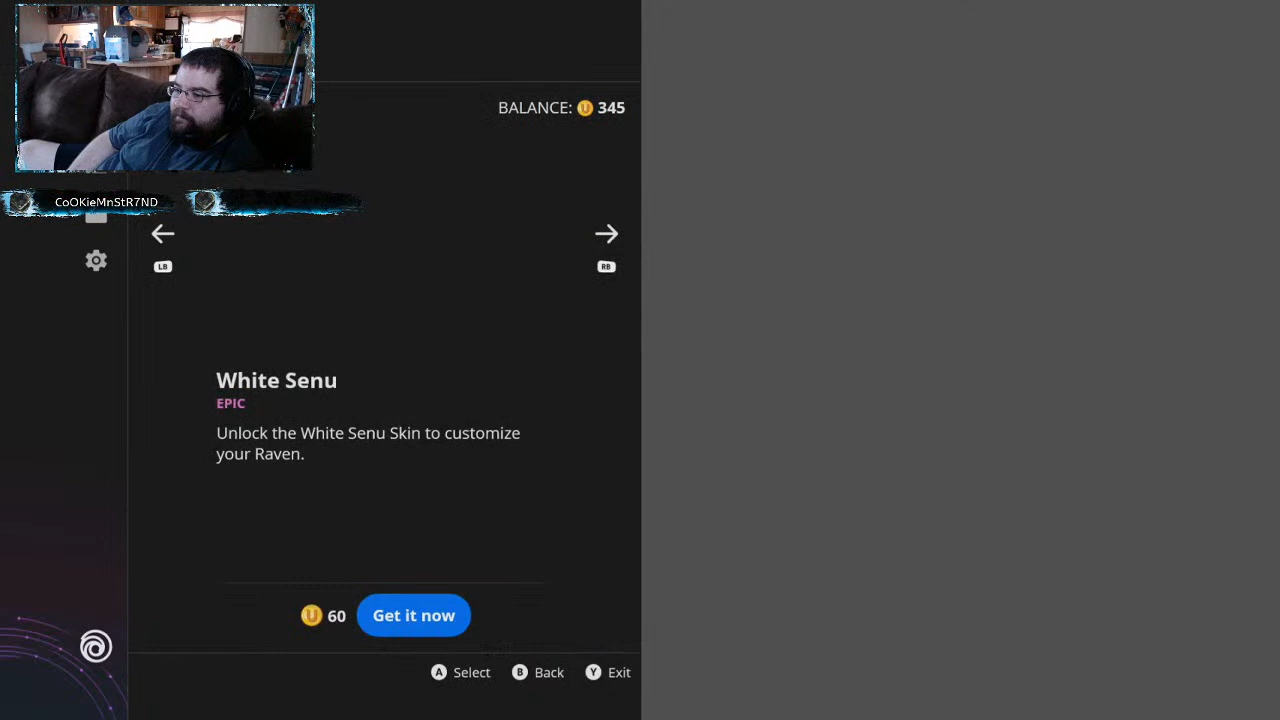 BALANCE: 345
CoOKieMnStR7ND
LB
RB
White Senu
EPIC
Unlock the White Senu Skin to customize
your Raven.
60 Get it now
A Select B Back Y Exit